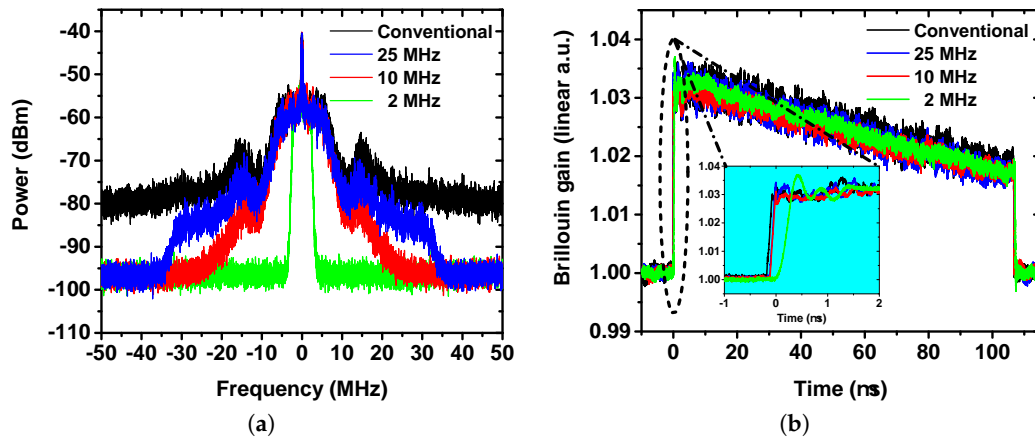 -40
-50
-60
-70
-80
-90
-100
-110
Power (dBm)
Conventional
25 MHz
10 MHz
2 MHz
-50 -40 -30 -20 -10 0 10 20 30 40 50
Frequency (MHz)
(a)
1.04
1.03
1.02
1.01
1.00
0.99
Brillouin gain (linear a.u.)
Conventional
25 MHz
10 MHz
2 MHz
1.04
1.03
1.02
1.01
1.00
-1 0 1 2
Time (ms)
0 20 40 60 80 100
Time (ms)
(b)